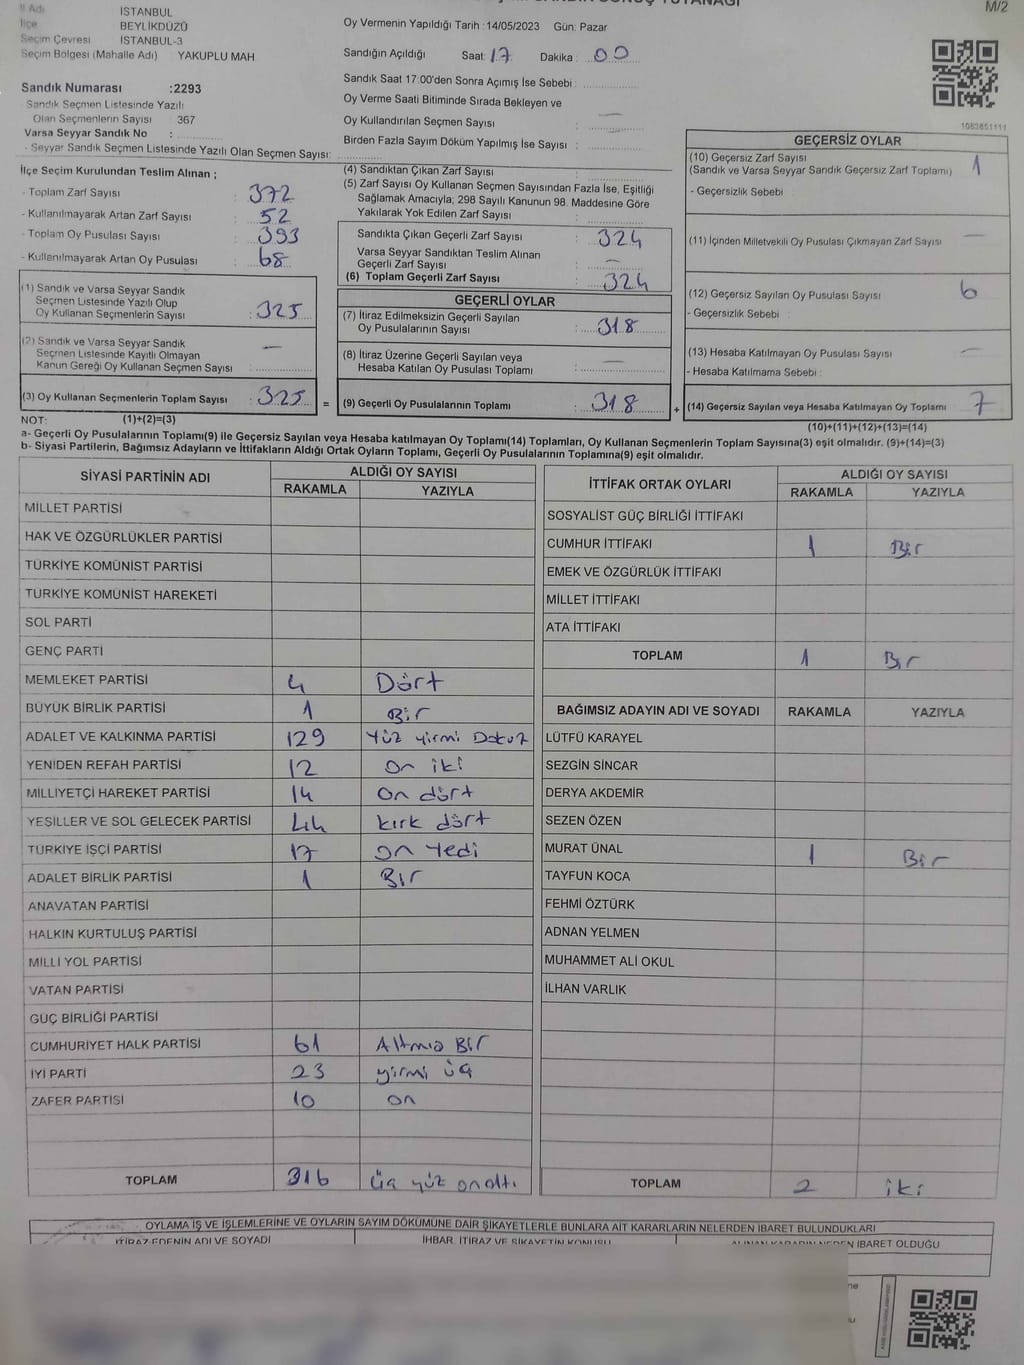 İl Adı İSTANBUL
İlçe BEYLİKDÜZÜ
Seçim Çevresi İSTANBUL-3
Seçim Bölgesi (Mahalle Adı) YAKUPLU MAH
M/2
Oy Vermenin Yapıldığı Tarih :14/05/2023 Gün: Pazar
Sandığın Açıldığı Saat: 17 Dakika : 00
Sandık Saat 17:00'den Sonra Açımış İse Sebebi :
Oy Verme Saati Bitiminde Sırada Bekleyen ve
Oy Kullandırılan Seçmen Sayısı : —
Birden Fazla Sayım Döküm Yapılmış İse Sayısı :
Sandık Numarası :2293
Sandık Seçmen Listesinde Yazılı
Olan Seçmenlerin Sayısı : 367
Varsa Seyyar Sandık No :
- Seyyar Sandık Seçmen Listesinde Yazılı Olan Seçmen Sayısı:
İlçe Seçim Kurulundan Teslim Alınan ;
- Toplam Zarf Sayısı : 372
- Kullanılmayarak Artan Zarf Sayısı : 52
- Toplam Oy Pusulası Sayısı : 393
- Kullanılmayarak Artan Oy Pusulası : 68
(1) Sandık ve Varsa Seyyar Sandık
Seçmen Listesinde Yazılı Olup
Oy Kullanan Seçmenlerin Sayısı : 325
(2) Sandık ve Varsa Seyyar Sandık
Seçmen Listesinde Kayıtlı Olmayan
Kanun Gereği Oy Kullanan Seçmen Sayısı : —
(3) Oy Kullanan Seçmenlerin Toplam Sayısı : 325 =
(4) Sandıktan Çıkan Zarf Sayısı :
(5) Zarf Sayısı Oy Kullanan Seçmen Sayısından Fazla İse, Eşitliği
Sağlamak Amacıyla; 298 Sayılı Kanunun 98. Maddesine Göre
Yakılarak Yok Edilen Zarf Sayısı :
Sandıkta Çıkan Geçerli Zarf Sayısı : 324
Varsa Seyyar Sandıktan Teslim Alınan
Geçerli Zarf Sayısı : —
(6) Toplam Geçerli Zarf Sayısı : 324
GEÇERLİ OYLAR
(7) İtiraz Edilmeksizin Geçerli Sayılan
Oy Pusulalarının Sayısı : 318
(8) İtiraz Üzerine Geçerli Sayılan veya
Hesaba Katılan Oy Pusulası Toplamı : —
(9) Geçerli Oy Pusulalarının Toplamı : 318 +
1063851111
GEÇERSİZ OYLAR
(10) Geçersiz Zarf Sayısı 1
(Sandık ve Varsa Seyyar Sandık Geçersiz Zarf Toplamı)
- Geçersizlik Sebebi :
(11) İçinden Milletvekili Oy Pusulası Çıkmayan Zarf Sayısı —
(12) Geçersiz Sayılan Oy Pusulası Sayısı 6
- Geçersizlik Sebebi :
(13) Hesaba Katılmayan Oy Pusulası Sayısı —
- Hesaba Katılmama Sebebi :
(14) Geçersiz Sayılan veya Hesaba Katılmayan Oy Toplamı 7
NOT: (1)+(2)=(3) (10)+(11)+(12)+(13)=(14)
a- Geçerli Oy Pusulalarının Toplamı(9) ile Geçersiz Sayılan veya Hesaba katılmayan Oy Toplamı(14) Toplamları, Oy Kullanan Seçmenlerin Toplam Sayısına(3) eşit olmalıdır. (9)+(14)=(3)
b- Siyasi Partilerin, Bağımsız Adayların ve İttifakların Aldığı Oy Sayıları Toplamı, Geçerli Oy Pusulalarının Toplamına(9) eşit olmalıdır.
SİYASİ PARTİNİN ADI ALDIĞI OY SAYISI
RAKAMLA YAZIYLA
MİLLET PARTİSİ
HAK VE ÖZGÜRLÜKLER PARTİSİ
TÜRKİYE KOMÜNİST PARTİSİ
TÜRKİYE KOMÜNİST HAREKETİ
SOL PARTİ
GENÇ PARTİ
MEMLEKET PARTİSİ 4 Dört
BÜYÜK BİRLİK PARTİSİ 1 Bir
ADALET VE KALKINMA PARTİSİ 129 Yüz yirmi Dokuz
YENİDEN REFAH PARTİSİ 12 On iki
MİLLİYETÇİ HAREKET PARTİSİ 14 On dört
YEŞİLLER VE SOL GELECEK PARTİSİ 44 kırk dört
TÜRKİYE İŞÇİ PARTİSİ 17 On Yedi
ADALET BİRLİK PARTİSİ 1 Bir
ANAVATAN PARTİSİ
HALKIN KURTULUŞ PARTİSİ
MİLLİ YOL PARTİSİ
VATAN PARTİSİ
GÜÇ BİRLİĞİ PARTİSİ
CUMHURİYET HALK PARTİSİ 61 Altmış Bir
İYİ PARTİ 23 yirmi üç
ZAFER PARTİSİ 10 on
TOPLAM 316 Üç yüz onaltı
İTTİFAK ORTAK OYLARI ALDIĞI OY SAYISI
RAKAMLA YAZIYLA
SOSYALİST GÜÇ BİRLİĞİ İTTİFAKI
CUMHUR İTTİFAKI 1 Bir
EMEK VE ÖZGÜRLÜK İTTİFAKI
MİLLET İTTİFAKI
ATA İTTİFAKI
TOPLAM 1 Bir
BAĞIMSIZ ADAYIN ADI VE SOYADI RAKAMLA YAZIYLA
LÜTFÜ KARAYEL
SEZGİN SİNCAR
DERYA AKDEMİR
SEZEN ÖZEN
MURAT ÜNAL 1 Bir
TAYFUN KOCA
FEHMİ ÖZTÜRK
ADNAN YELMEN
MUHAMMET ALİ OKUL
İLHAN VARLIK
TOPLAM 2 iki
OYLAMA İŞ VE İŞLEMLERİNE VE OYLARIN SAYIM DÖKÜMÜNE DAİR ŞİKAYETLERLE BUNLARA AİT KARARLARIN NELERDEN İBARET BULUNDUKLARI
İTİRAZ EDENİN ADI VE SOYADI İHBAR, İTİRAZ VE ŞİKAYETİN KONUSU ALINAN KARARIN NEDEN İBARET OLDUĞU